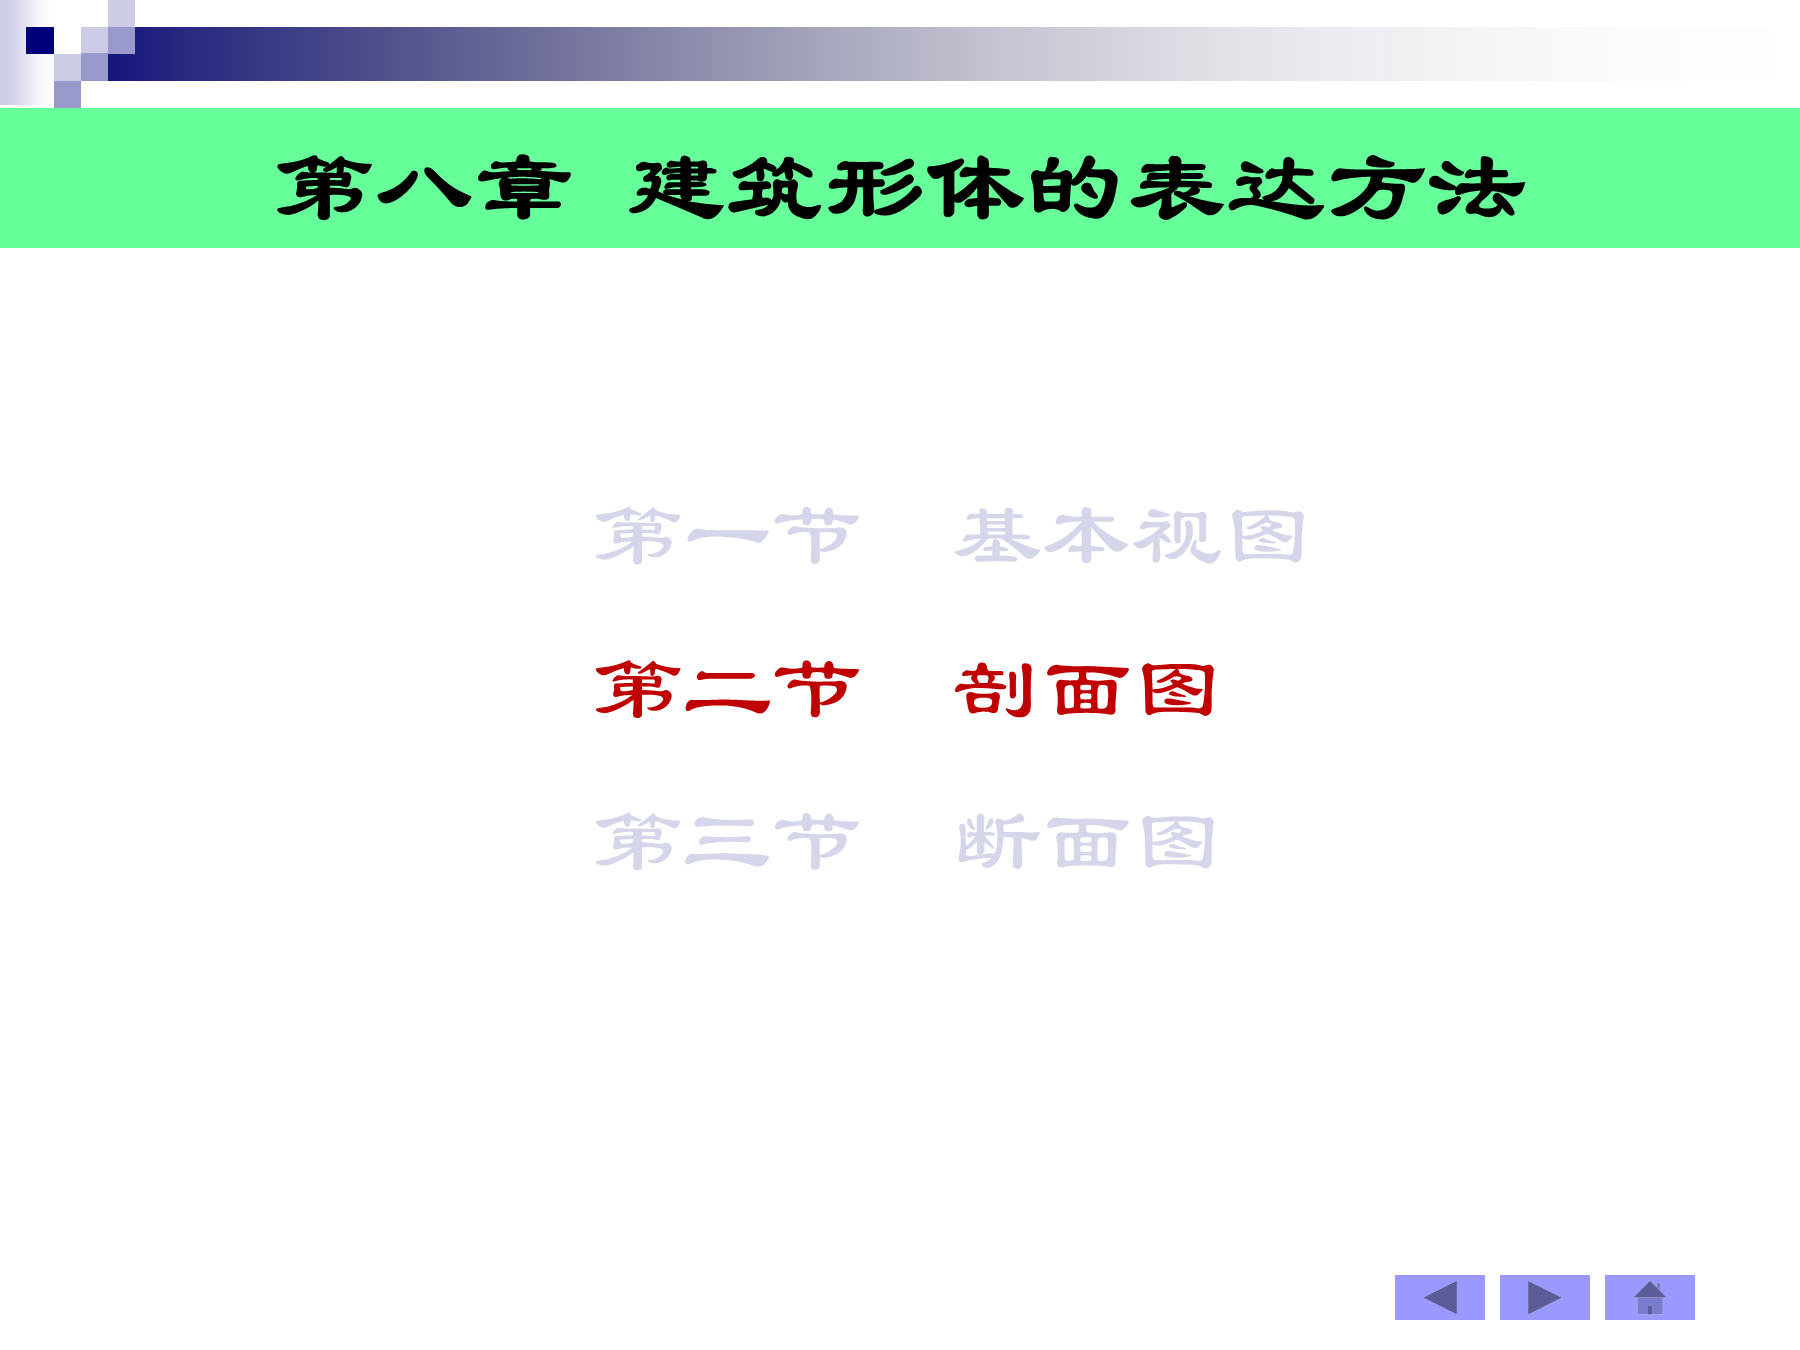 第八章 建筑形体的表达方法
第一节 基本视图
第二节 剖面图
第三节 断面图